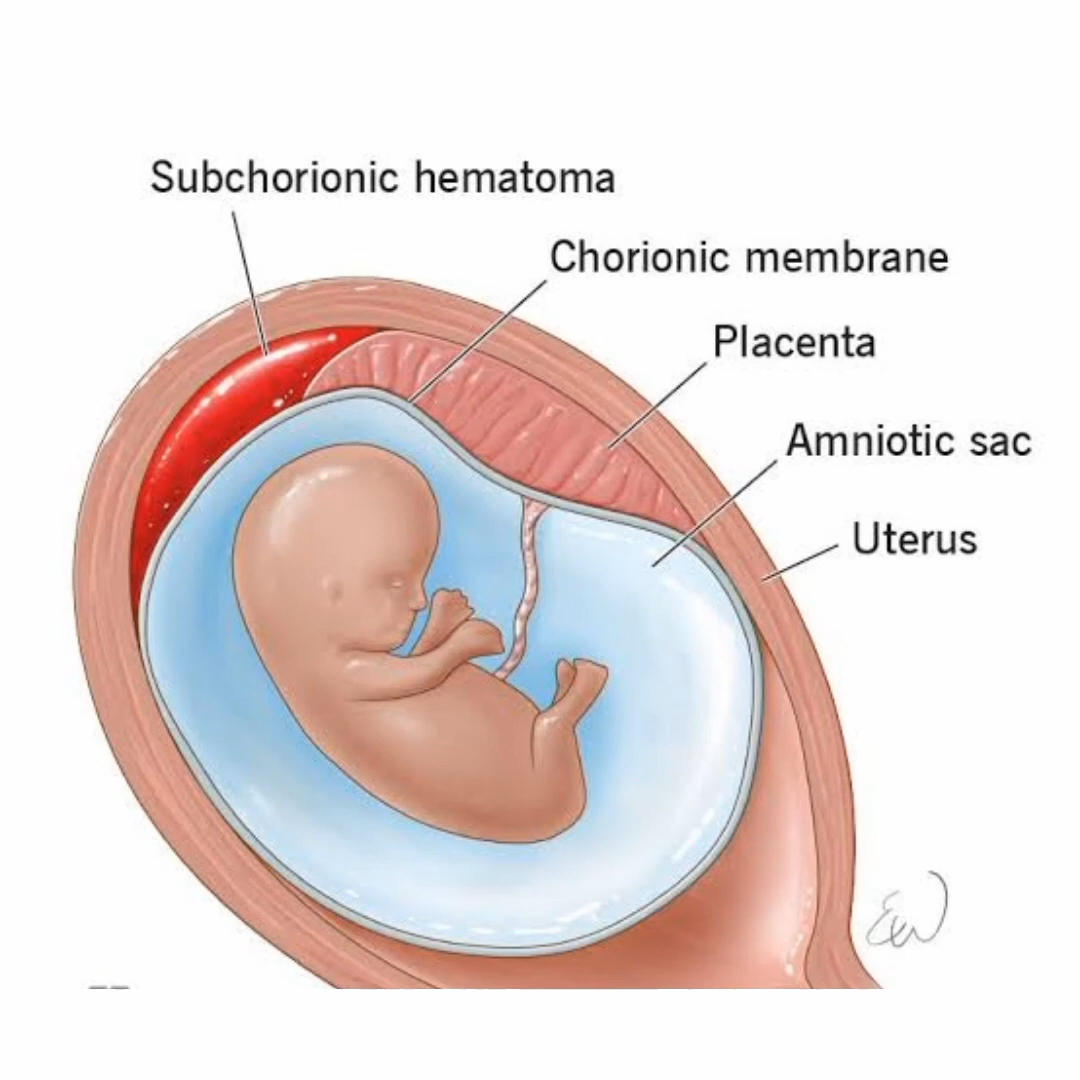 Subchorionic hematoma
Chorionic membrane
Placenta
Amniotic sac
Uterus